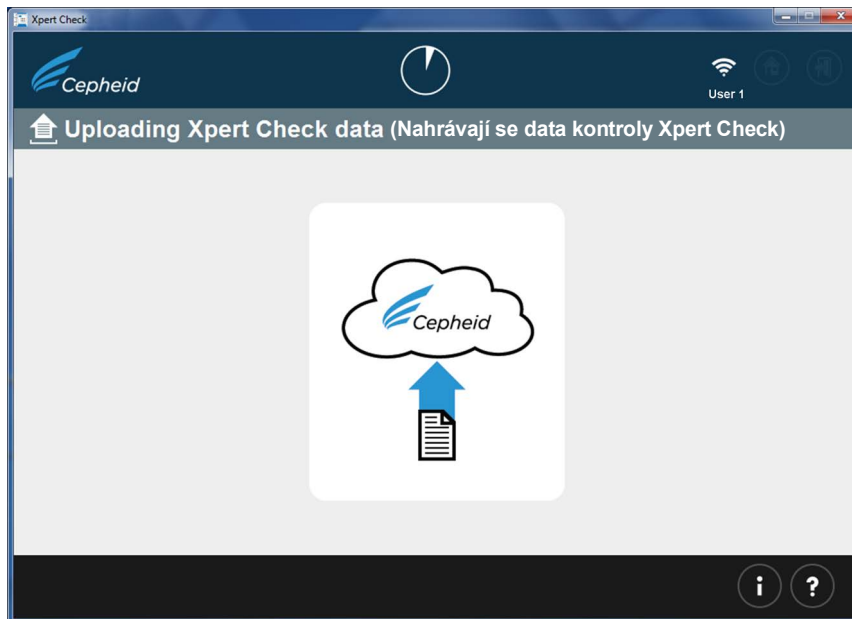 Xpert Check
Cepheid
User 1
Uploading Xpert Check data (Nahrávají se data kontroly Xpert Check)
Cepheid
i ?